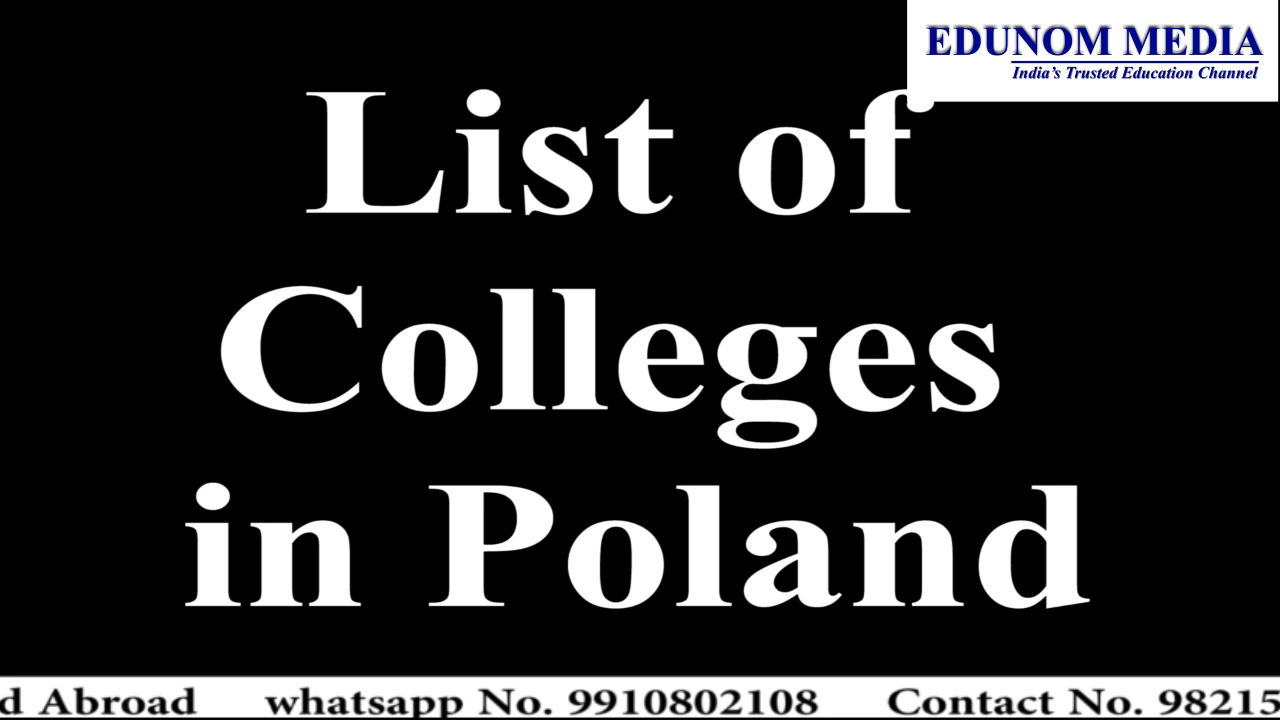 EDUNOM MEDIA
India's Trusted Education Channel
List of
Colleges
in Poland
d Abroad whatsapp No. 9910802108 Contact No. 98215